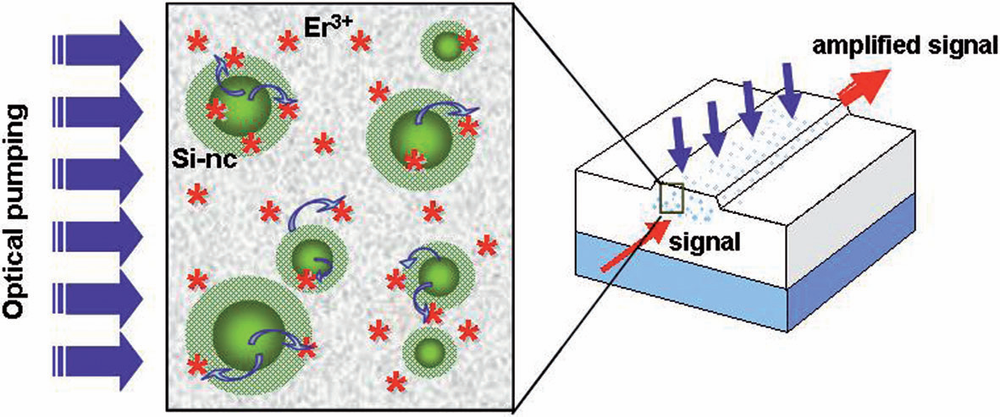 Optical pumping
Er3+
Si-nc
amplified signal
signal